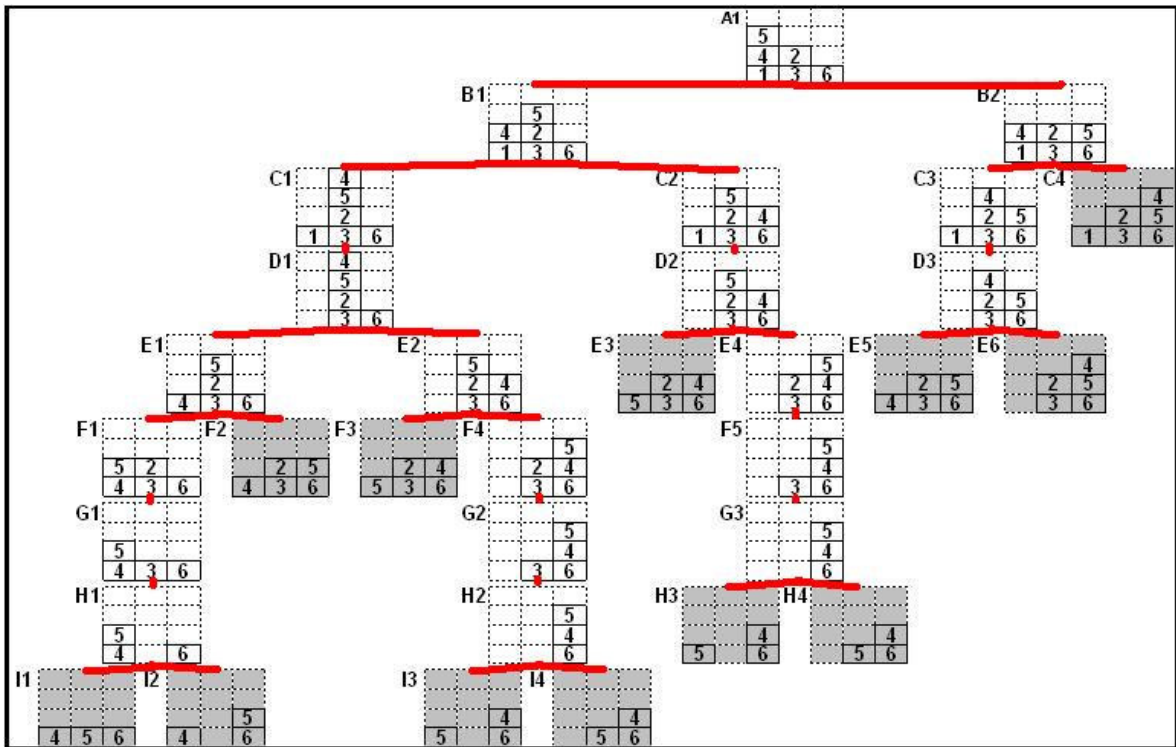 A1
5
4 2
1 3 6
B1
5
4 2
1 3 6
B2
4 2 5
1 3 6
C1
4
5
2
1 3 6
C2
5
2 4
1 3 6
C3
4
2 5
1 3 6
C4
4
2 5
1 3 6
D1
4
5
2
3 6
D2
5
2 4
3 6
D3
4
2 5
3 6
E1
5
2
4 3 6
E2
5
2 4
3 6
E3
2 4
5 3 6
E4
5
2 4
3 6
E5
2 5
4 3 6
E6
4
2 5
3 6
F1
5 2
4 3 6
F2
2 5
4 3 6
F3
2 4
5 3 6
F4
5
2 4
3 6
F5
5
4
3 6
G1
5
4 3 6
G2
5
4
3 6
G3
5
4
6
H1
5
4 6
H2
5
4
6
H3
4
5 6
H4
4
5 6
I1
4 5 6
I2
5
4 6
I3
4
5 6
I4
4
5 6